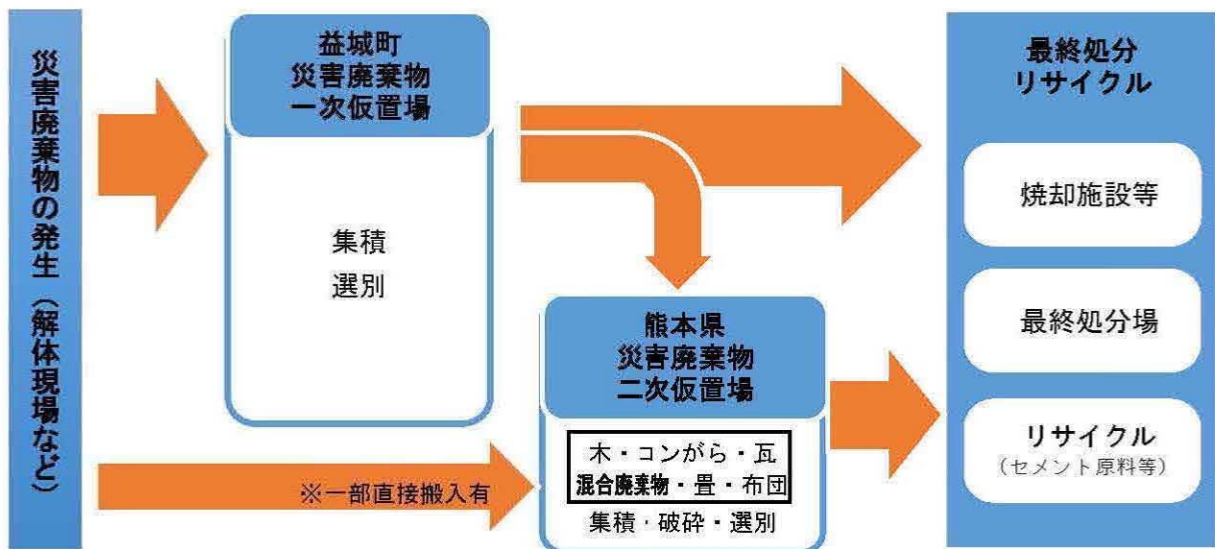 災害廃棄物の発生(解体現場など)
益城町
災害廃棄物
一次仮置場
集積
選別
※一部直接搬入有
熊本県
災害廃棄物
二次仮置場
木・コンがら・瓦
混合廃棄物・畳・布団
集積・破砕・選別
最終処分
リサイクル
焼却施設等
最終処分場
リサイクル
(セメント原料等)